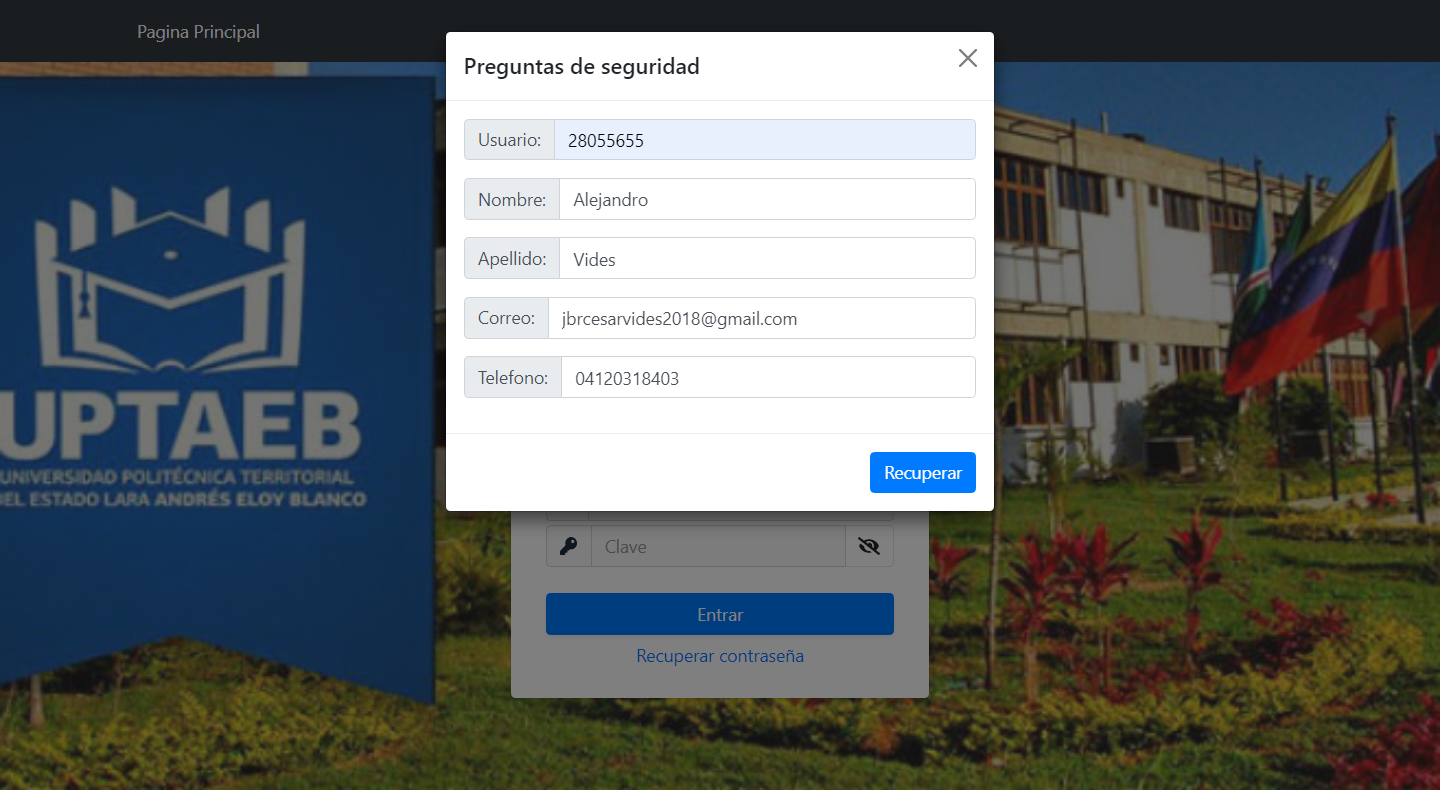 Pagina Principal
Preguntas de seguridad
Usuario: 28055655
Nombre: Alejandro
Apellido: Vides
Correo: jbrcesarvides2018@gmail.com
Telefono: 04120318403
Recuperar
UPTAEB
UNIVERSIDAD POLITÉCNICA TERRITORIAL
DEL ESTADO LARA ANDRÉS ELOY BLANCO
Clave
Entrar
Recuperar contraseña